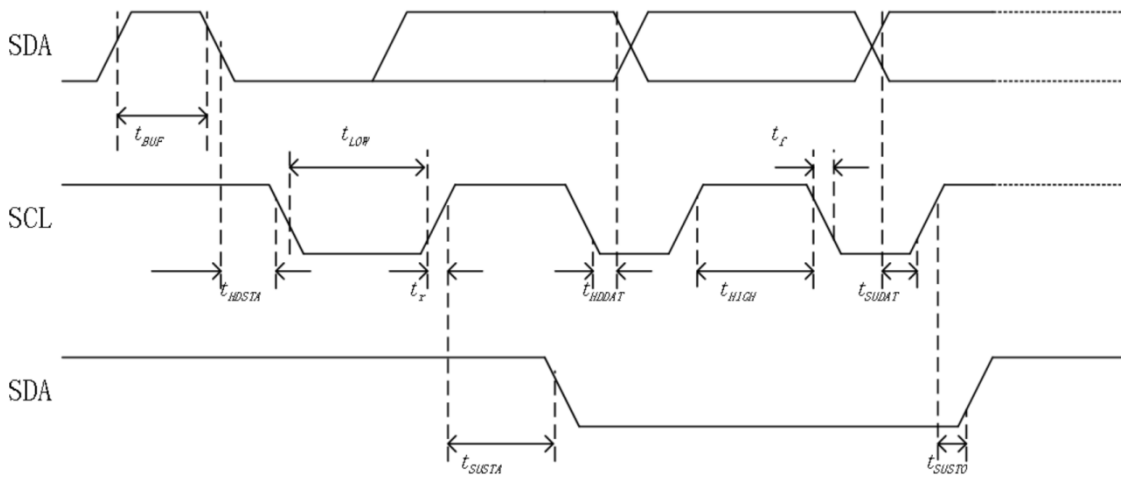 SDA
t_BUF
t_LOW
t_f
SCL
t_HDSTA
t_r
t_HDDAT
t_HIGH
t_SUDAT
SDA
t_SUSTA
t_SUSTO